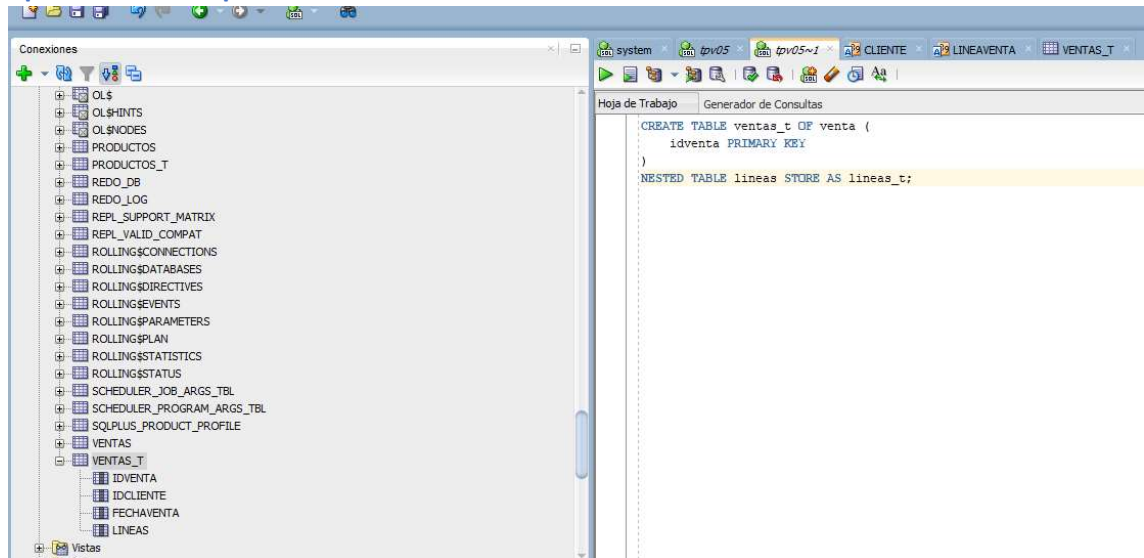 Conexiones
OL$
OL$HINTS
OL$NODES
PRODUCTOS
PRODUCTOS_T
REDO_DB
REDO_LOG
REPL_SUPPORT_MATRIX
REPL_VALID_COMPAT
ROLLING$CONNECTIONS
ROLLING$DATABASES
ROLLING$DIRECTIVES
ROLLING$EVENTS
ROLLING$PARAMETERS
ROLLING$PLAN
ROLLING$STATISTICS
ROLLING$STATUS
SCHEDULER_JOB_ARGS_TBL
SCHEDULER_PROGRAM_ARGS_TBL
SQLPLUS_PRODUCT_PROFILE
VENTAS
VENTAS_T
IDVENTA
IDCLIENTE
FECHAVENTA
LINEAS
Vistas
system tpv05 tpv05~1 CLIENTE LINEAVENTA VENTAS_T
Hoja de Trabajo Generador de Consultas
CREATE TABLE ventas_t OF venta (
idventa PRIMARY KEY
)
NESTED TABLE lineas STORE AS lineas_t;